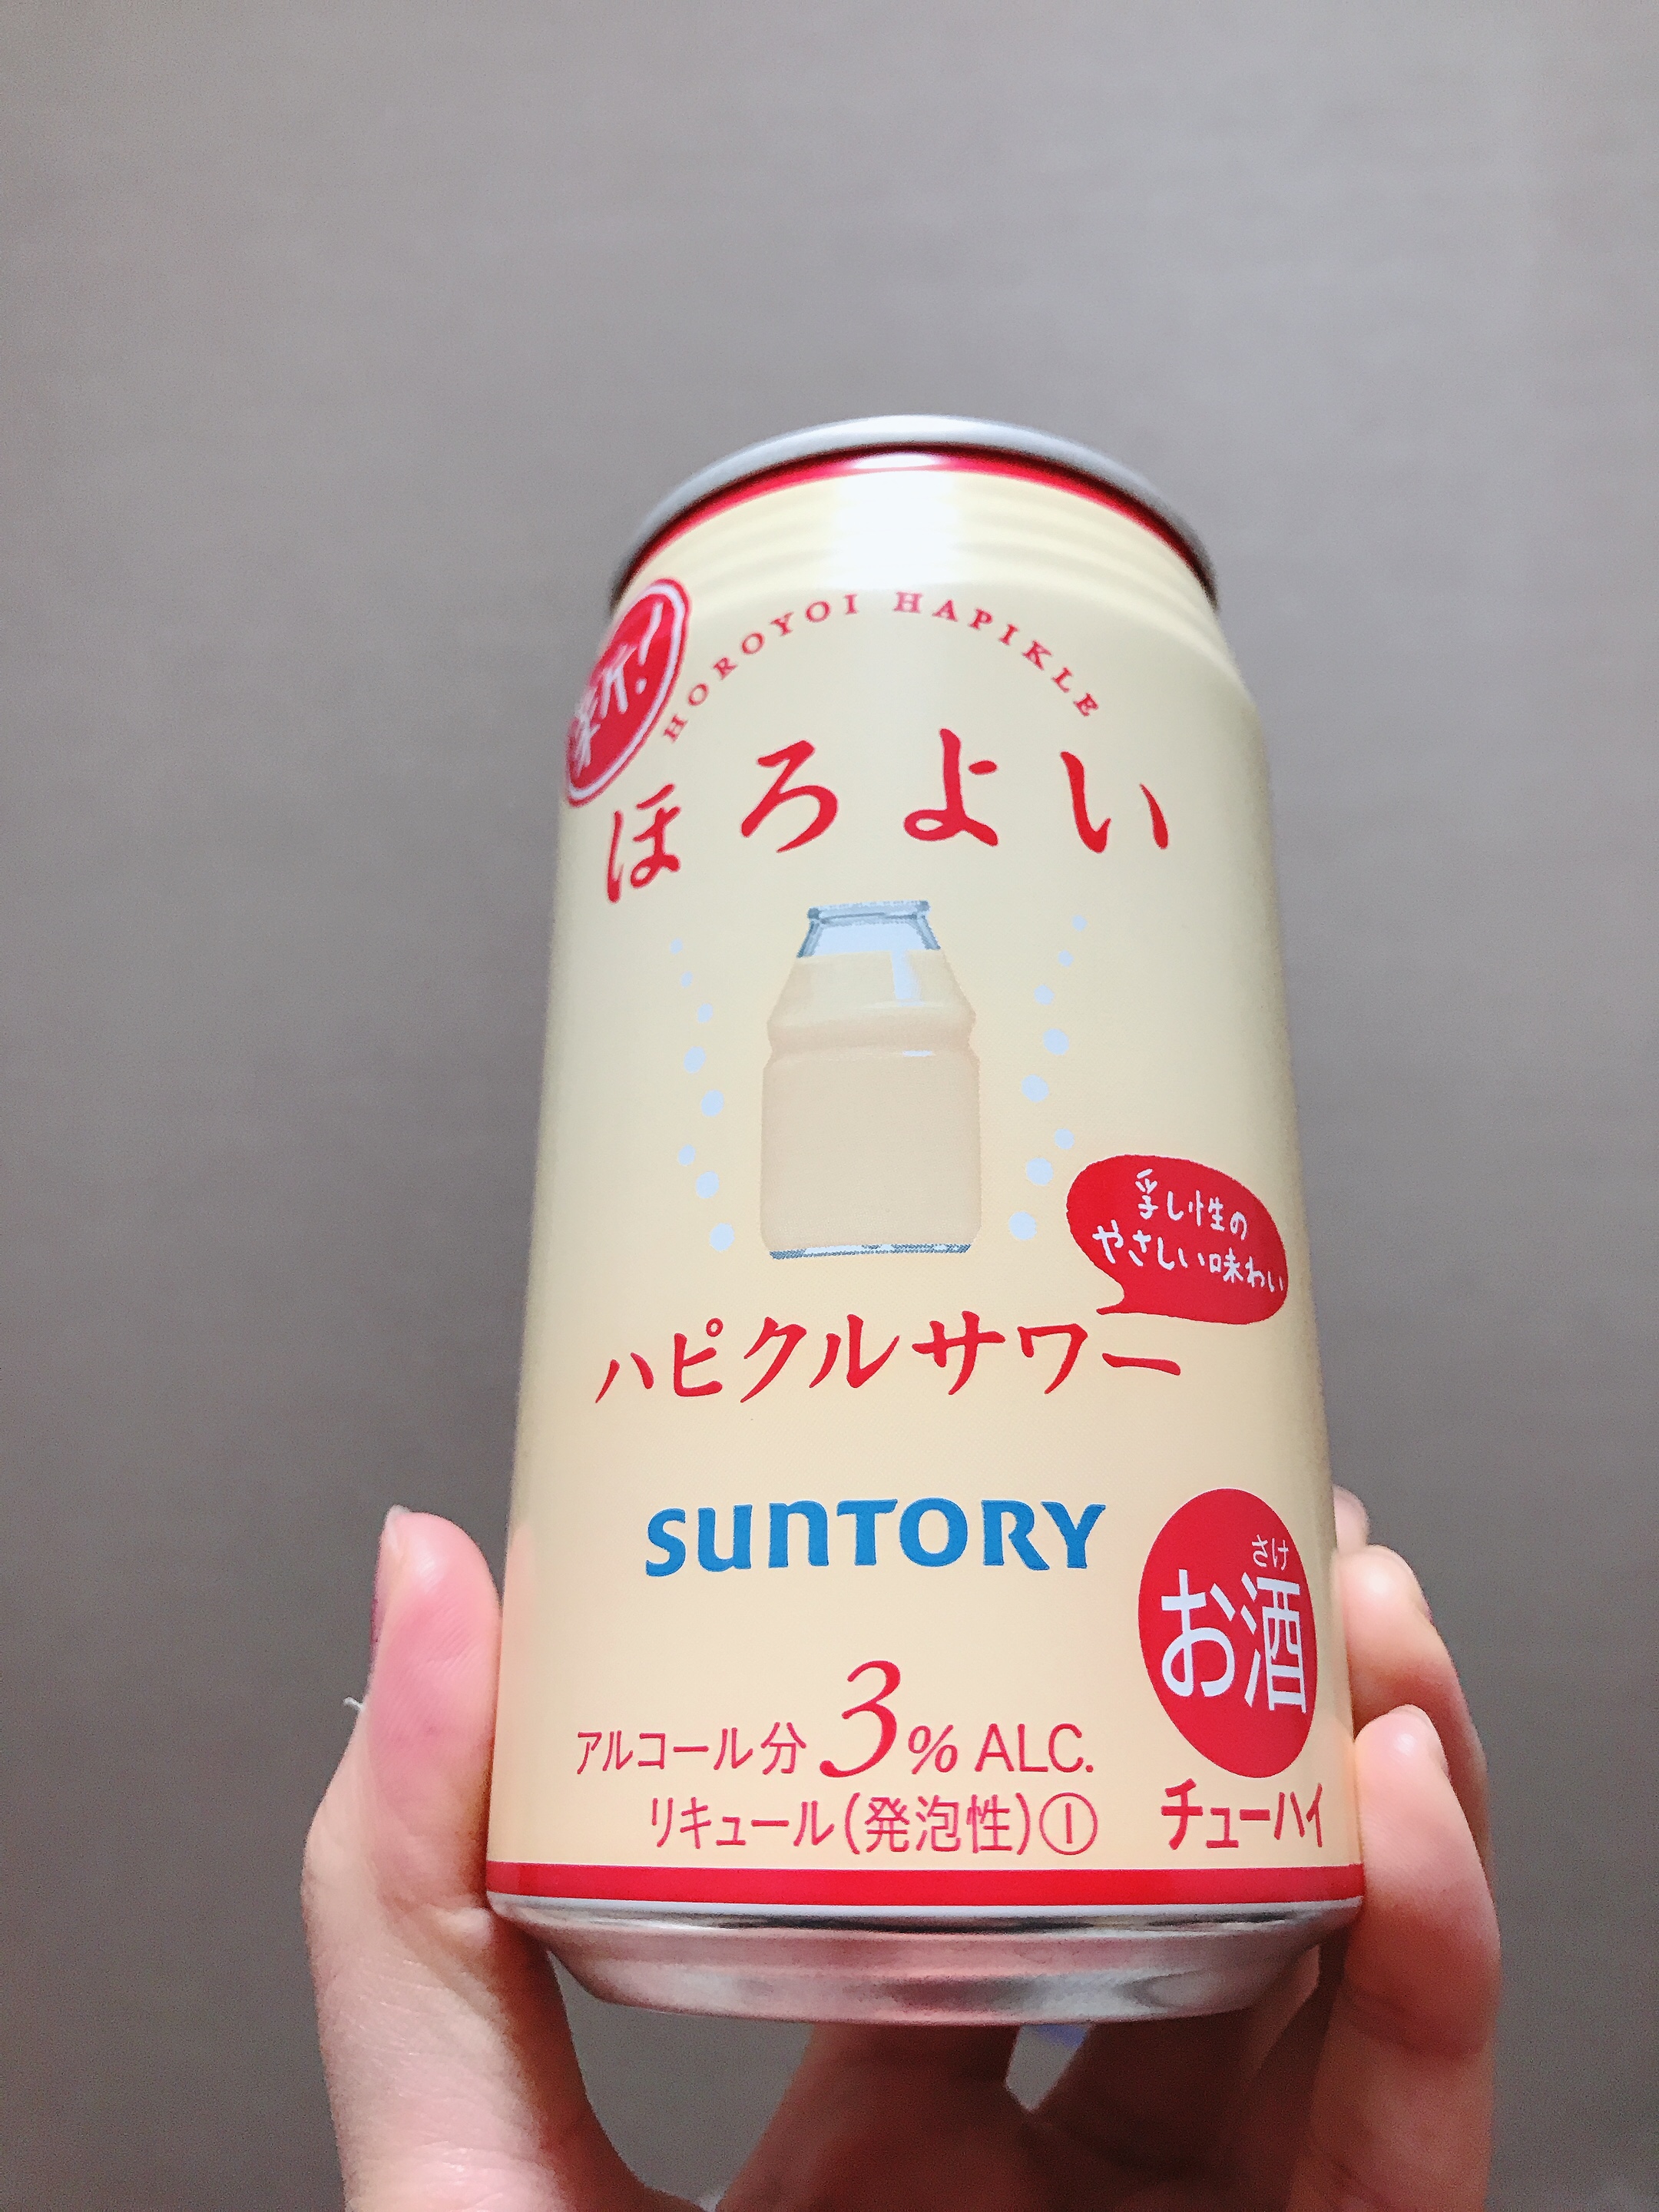 新!
HOROYOI HAPIKLE
ほろよい
乳し性の
やさしい味わい
ハピクルサワー
SUNTORY
さけ
お酒
アルコール分3%ALC.
リキュール(発泡性)①
チューハイ